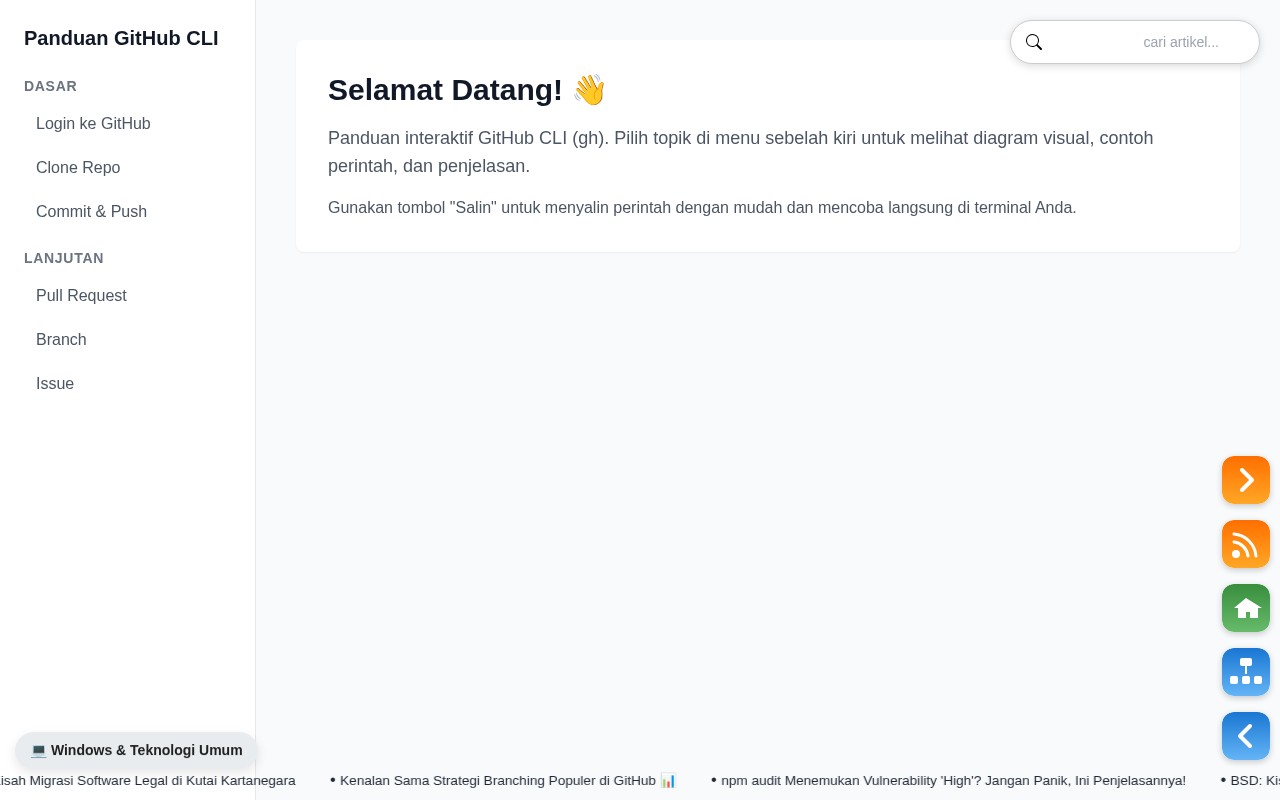 Panduan GitHub CLI
DASAR
Login ke GitHub
Clone Repo
Commit & Push
LANJUTAN
Pull Request
Branch
Issue
cari artikel...
Selamat Datang! 👋
Panduan interaktif GitHub CLI (gh). Pilih topik di menu sebelah kiri untuk melihat diagram visual, contoh
perintah, dan penjelasan.
Gunakan tombol "Salin" untuk menyalin perintah dengan mudah dan mencoba langsung di terminal Anda.
💻 Windows & Teknologi Umum
Migrasi Software Legal di Kutai Kartanegara • Kenalan Sama Strategi Branching Populer di GitHub 📊 • npm audit Menemukan Vulnerability 'High'? Jangan Panik, Ini Penjelasannya! • BSD: